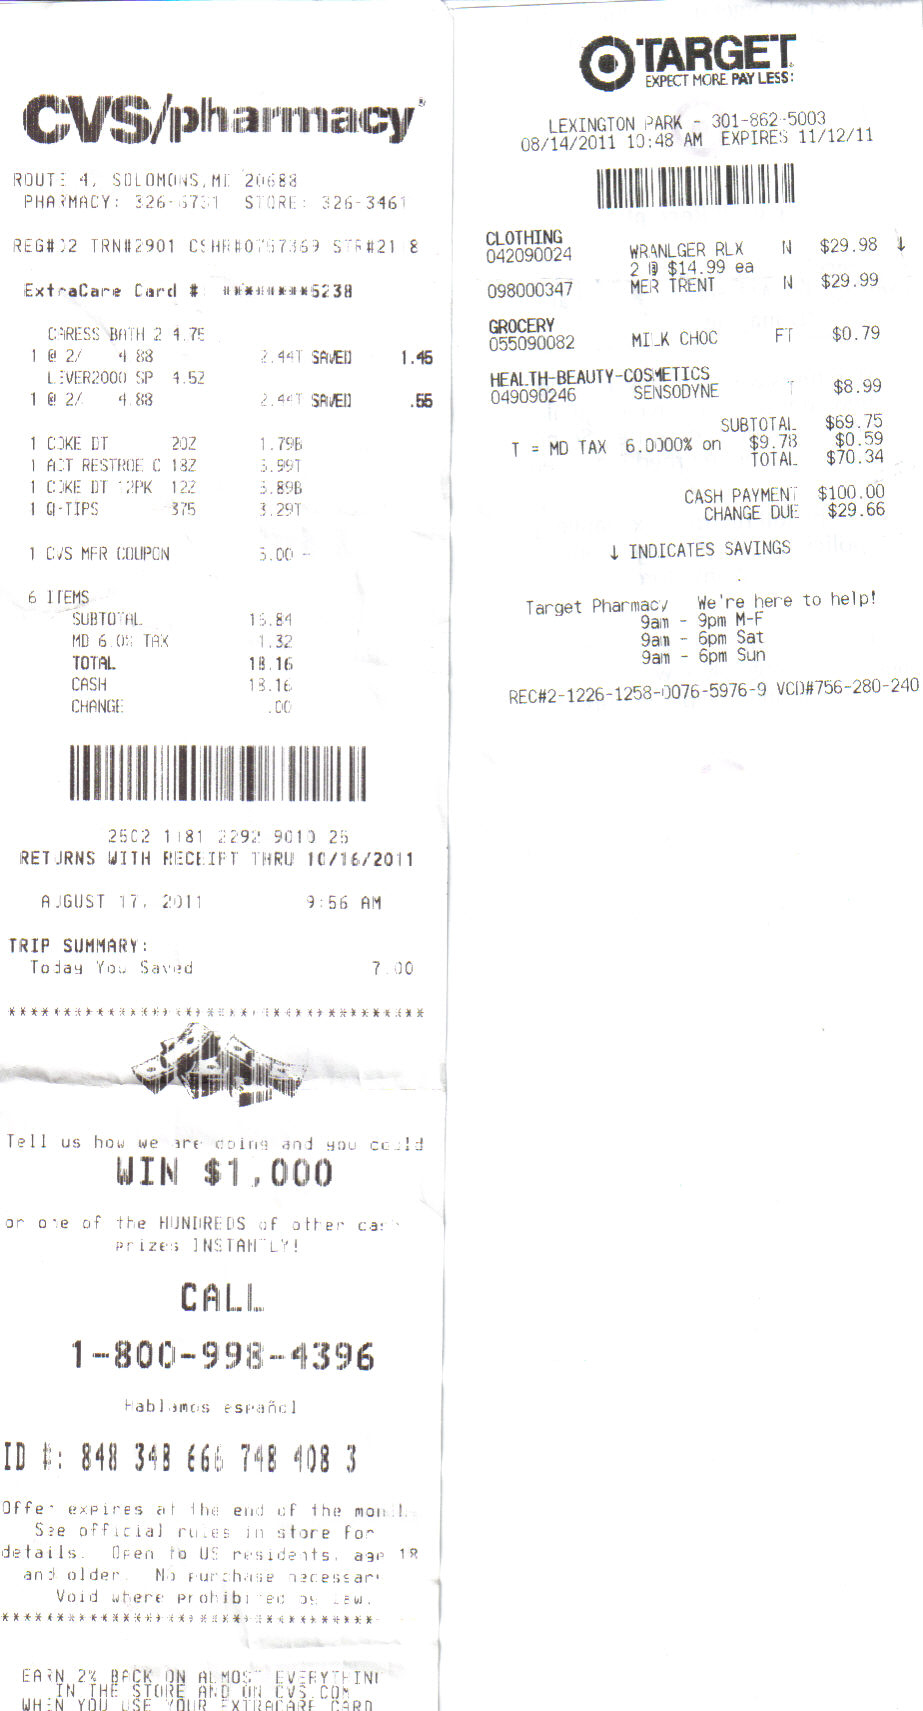 CVS/pharmacy
ROUTE 4, SOLOMONS, MD 20688
PHARMACY: 326-6731 STORE: 326-3461
REG#02 TRN#2901 CSHR#0757369 STR#21 8
ExtraCare Card #: ********5238
CARESS BATH 2 4.75
1 @ 2/ 4.88 2.44T SAVED 1.45
LEVER2000 SP 4.52
1 @ 2/ 4.88 2.44T SAVED .55
1 COKE DT 20Z 1.79B
1 ACT RESTROE C 18Z 5.99T
1 COKE DT 12PK 12Z 5.89B
1 Q-TIPS 375 3.29T
1 CVS MFR COUPON 5.00 -
6 ITEMS
SUBTOTAL 16.84
MD 6.0% TAX 1.32
TOTAL 18.16
CASH 18.16
CHANGE .00
2502 1181 2292 9010 25
RETURNS WITH RECEIPT THRU 10/16/2011
AUGUST 17, 2011 9:56 AM
TRIP SUMMARY:
Today You Saved 7.00
**************************************
Tell us how we are doing and you could
WIN $1,000
or one of the HUNDREDS of other cash
prizes INSTANTLY!
CALL
1-800-998-4396
Hablamos español
ID #: 848 348 666 748 408 3
Offer expires at the end of the month.
See official rules in store for
details. Open to US residents, age 18
and older. No purchase necessary
Void where prohibited by law.
**************************************
EARN 2% BACK ON ALMOST EVERYTHING
IN THE STORE AND ON CVS.COM
WHEN YOU USE YOUR EXTRACARE CARD
TARGET
EXPECT MORE. PAY LESS.
LEXINGTON PARK - 301-862-5003
08/14/2011 10:48 AM EXPIRES 11/12/11
CLOTHING
042090024 WRANLGER RLX N $29.98 ↓
2 @ $14.99 ea
098000347 MER TRENT N $29.99
GROCERY
055090082 MILK CHOC FT $0.79
HEALTH-BEAUTY-COSMETICS
049090246 SENSODYNE T $8.99
SUBTOTAL $69.75
T = MD TAX 6.0000% on $9.78 $0.59
TOTAL $70.34
CASH PAYMENT $100.00
CHANGE DUE $29.66
↓ INDICATES SAVINGS
Target Pharmacy We're here to help!
9am - 9pm M-F
9am - 6pm Sat
9am - 6pm Sun
REC#2-1226-1258-0076-5976-9 VCD#756-280-240